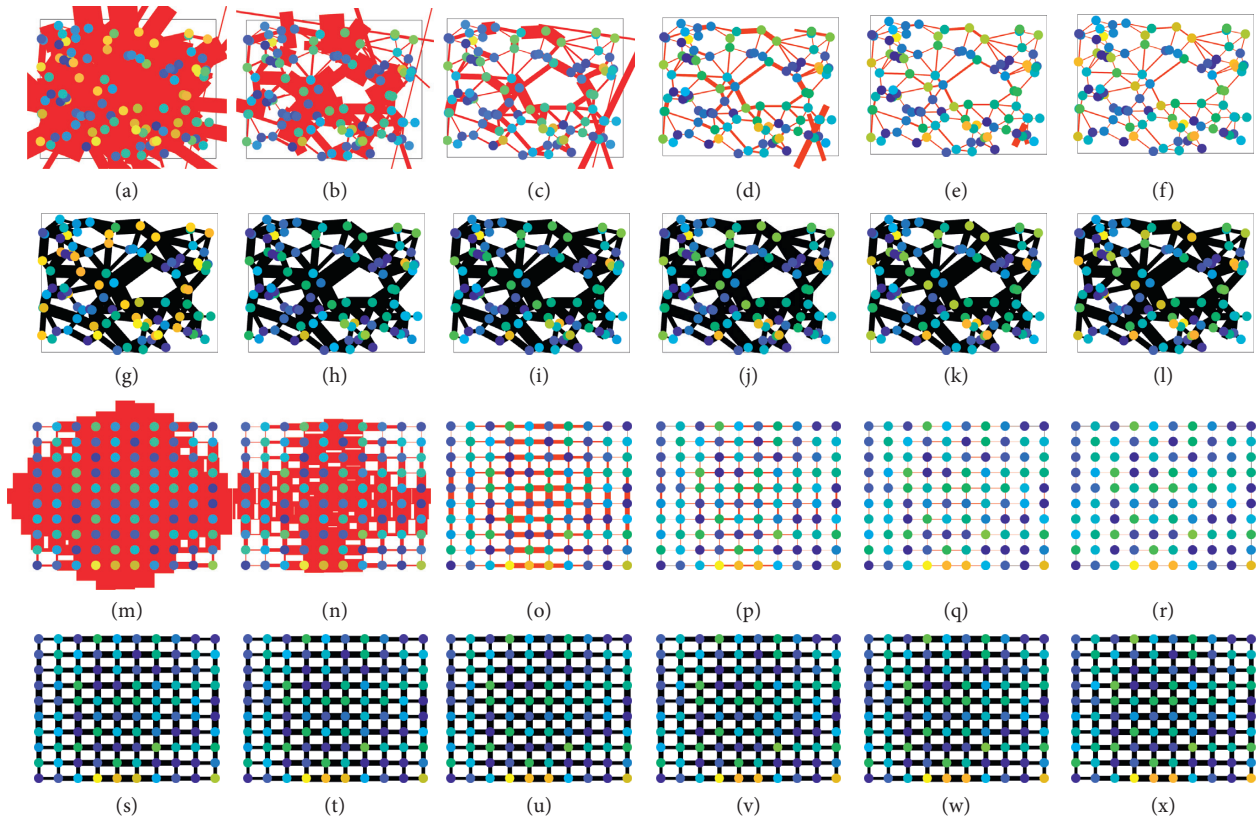 (a) (b) (c) (d) (e) (f)
(g) (h) (i) (j) (k) (l)
(m) (n) (o) (p) (q) (r)
(s) (t) (u) (v) (w) (x)